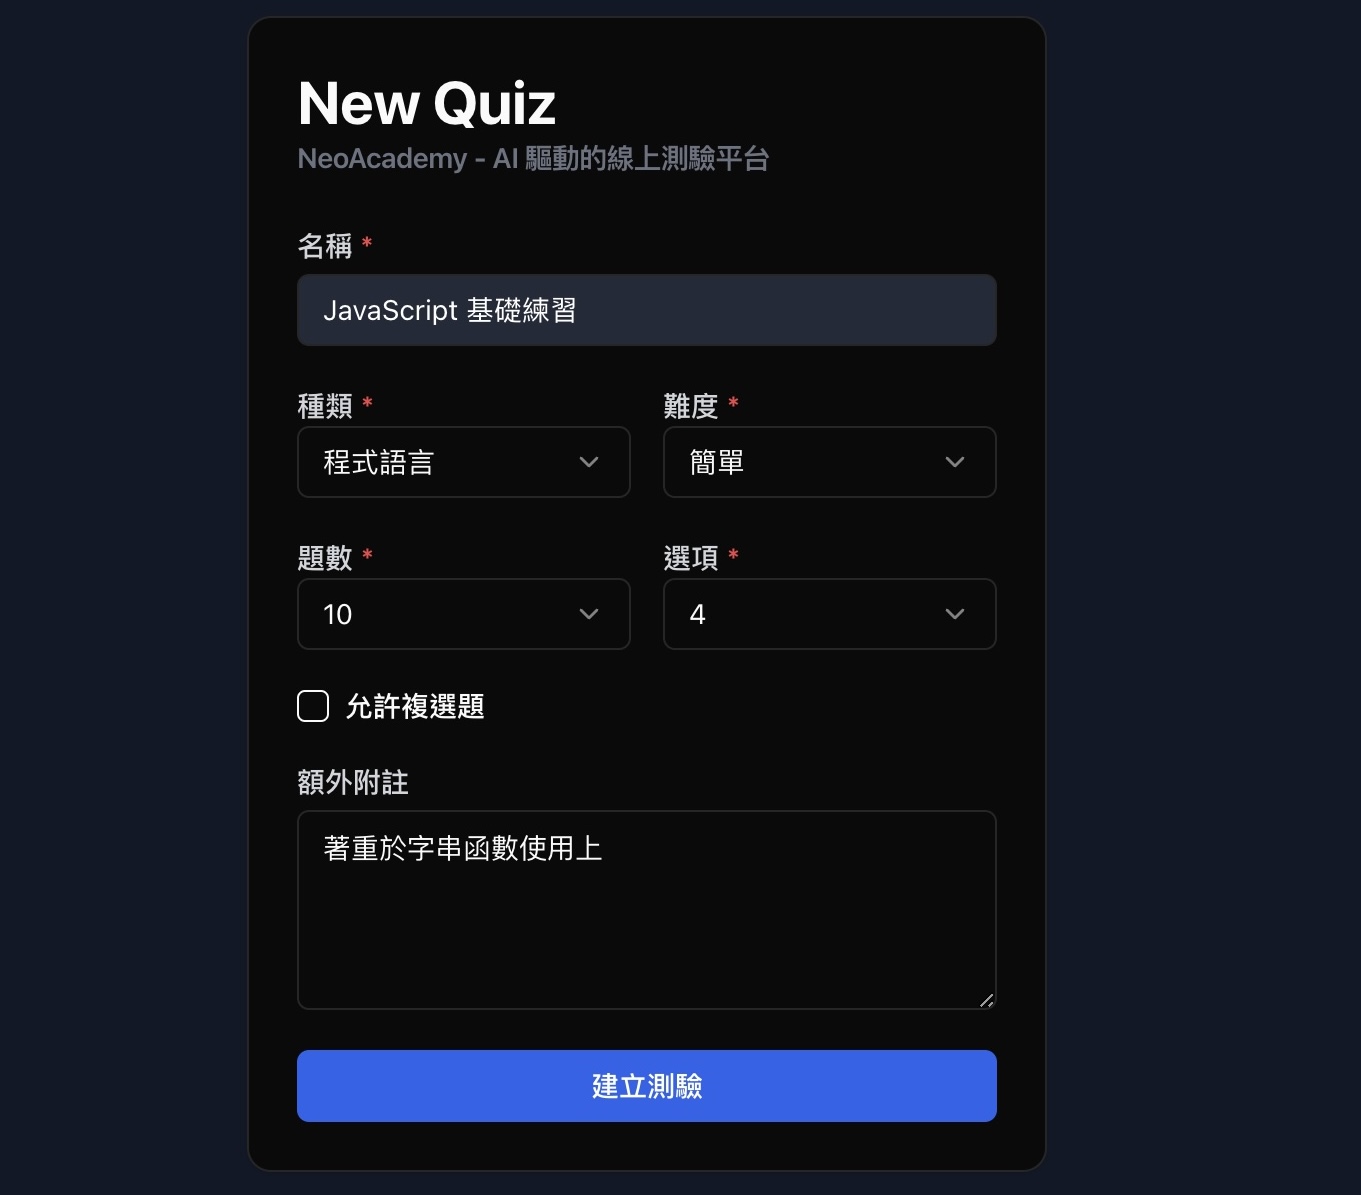 New Quiz
NeoAcademy - AI 驅動的線上測驗平台
名稱 *
JavaScript 基礎練習
種類 * 難度 *
程式語言 簡單
題數 * 選項 *
10 4
允許複選題
額外附註
著重於字串函數使用上
建立測驗